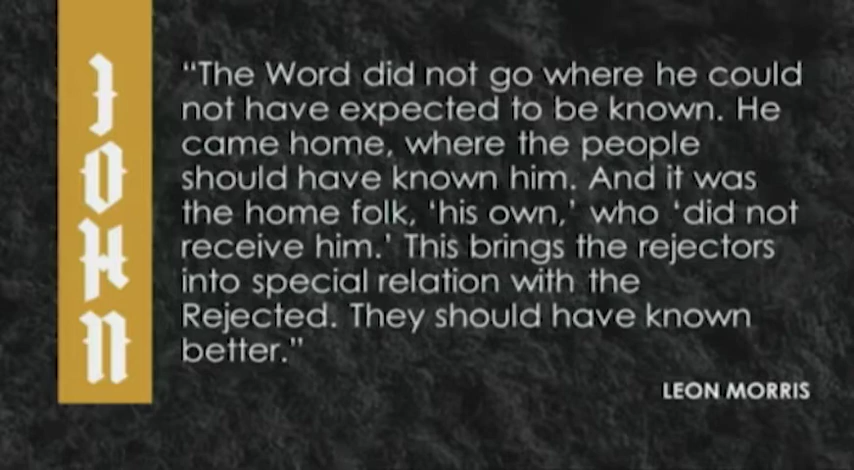 JOHN
“The Word did not go where he could
not have expected to be known. He
came home, where the people
should have known him. And it was
the home folk, ‘his own,’ who ‘did not
receive him.’ This brings the rejectors
into special relation with the
Rejected. They should have known
better.”
LEON MORRIS